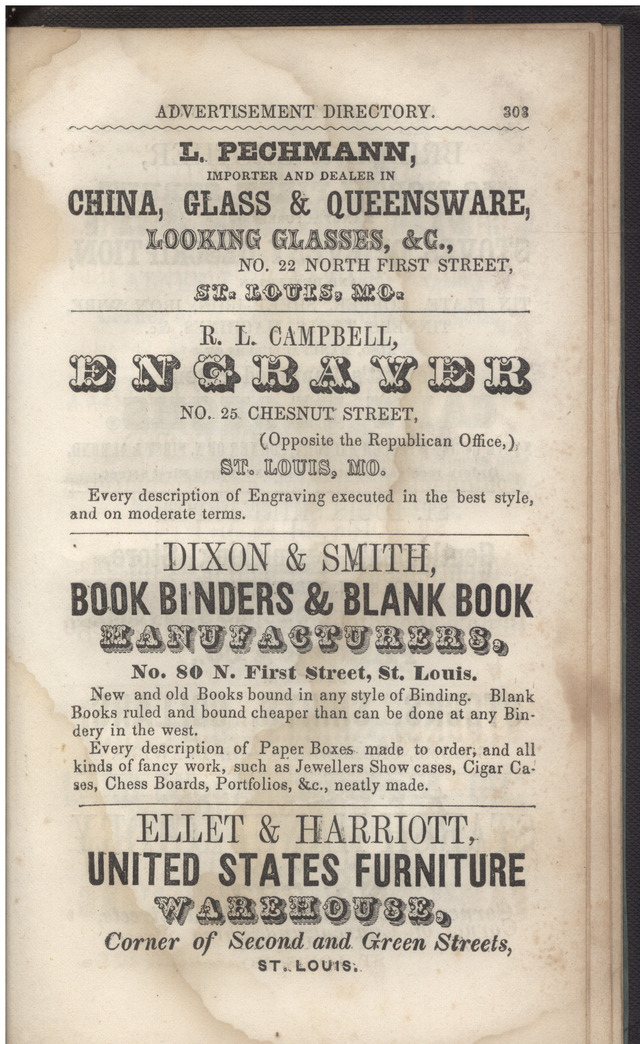 ADVERTISEMENT DIRECTORY. 303
L. PECHMANN,
IMPORTER AND DEALER IN
CHINA, GLASS & QUEENSWARE,
LOOKING GLASSES, &C.,
NO. 22 NORTH FIRST STREET,
ST. LOUIS, MO.
R. L. CAMPBELL,
ENGRAVER
NO. 25 CHESNUT STREET,
(Opposite the Republican Office,)
ST. LOUIS, MO.
Every description of Engraving executed in the best style,
and on moderate terms.
DIXON & SMITH,
BOOK BINDERS & BLANK BOOK
MANUFACTURERS,
No. 80 N. First Street, St. Louis.
New and old Books bound in any style of Binding. Blank
Books ruled and bound cheaper than can be done at any Bin-
dery in the west.
Every description of Paper Boxes made to order, and all
kinds of fancy work, such as Jewellers Show cases, Cigar Ca-
ses, Chess Boards, Portfolios, &c., neatly made.
ELLET & HARRIOTT,
UNITED STATES FURNITURE
WAREHOUSE,
Corner of Second and Green Streets,
ST. LOUIS.